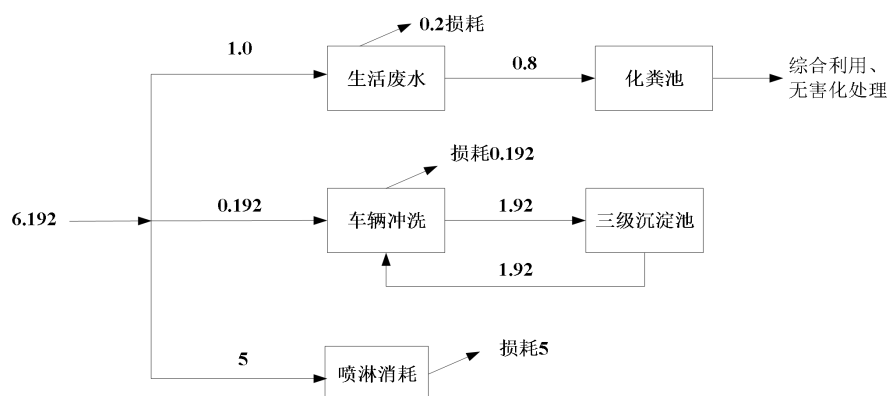 0.2损耗
1.0
生活废水
0.8
化粪池
综合利用、
无害化处理
损耗0.192
6.192
0.192
车辆冲洗
1.92
三级沉淀池
1.92
5
喷淋消耗
损耗5